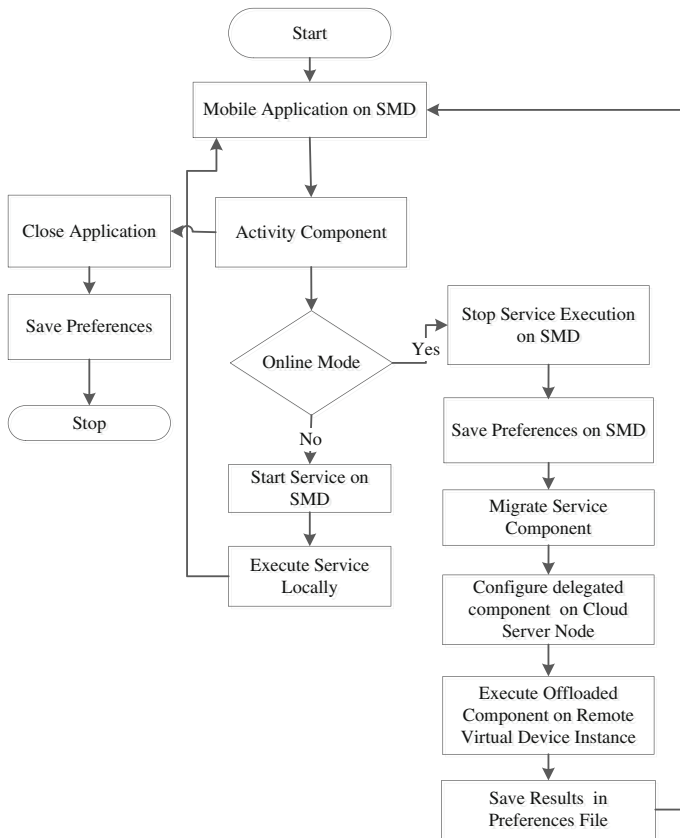 Start
Mobile Application on SMD
Close Application
Activity Component
Save Preferences
Stop
Online Mode
Yes
No
Stop Service Execution
on SMD
Save Preferences on SMD
Start Service on
SMD
Execute Service
Locally
Migrate Service
Component
Configure delegated
component on Cloud
Server Node
Execute Offloaded
Component on Remote
Virtual Device Instance
Save Results in
Preferences File